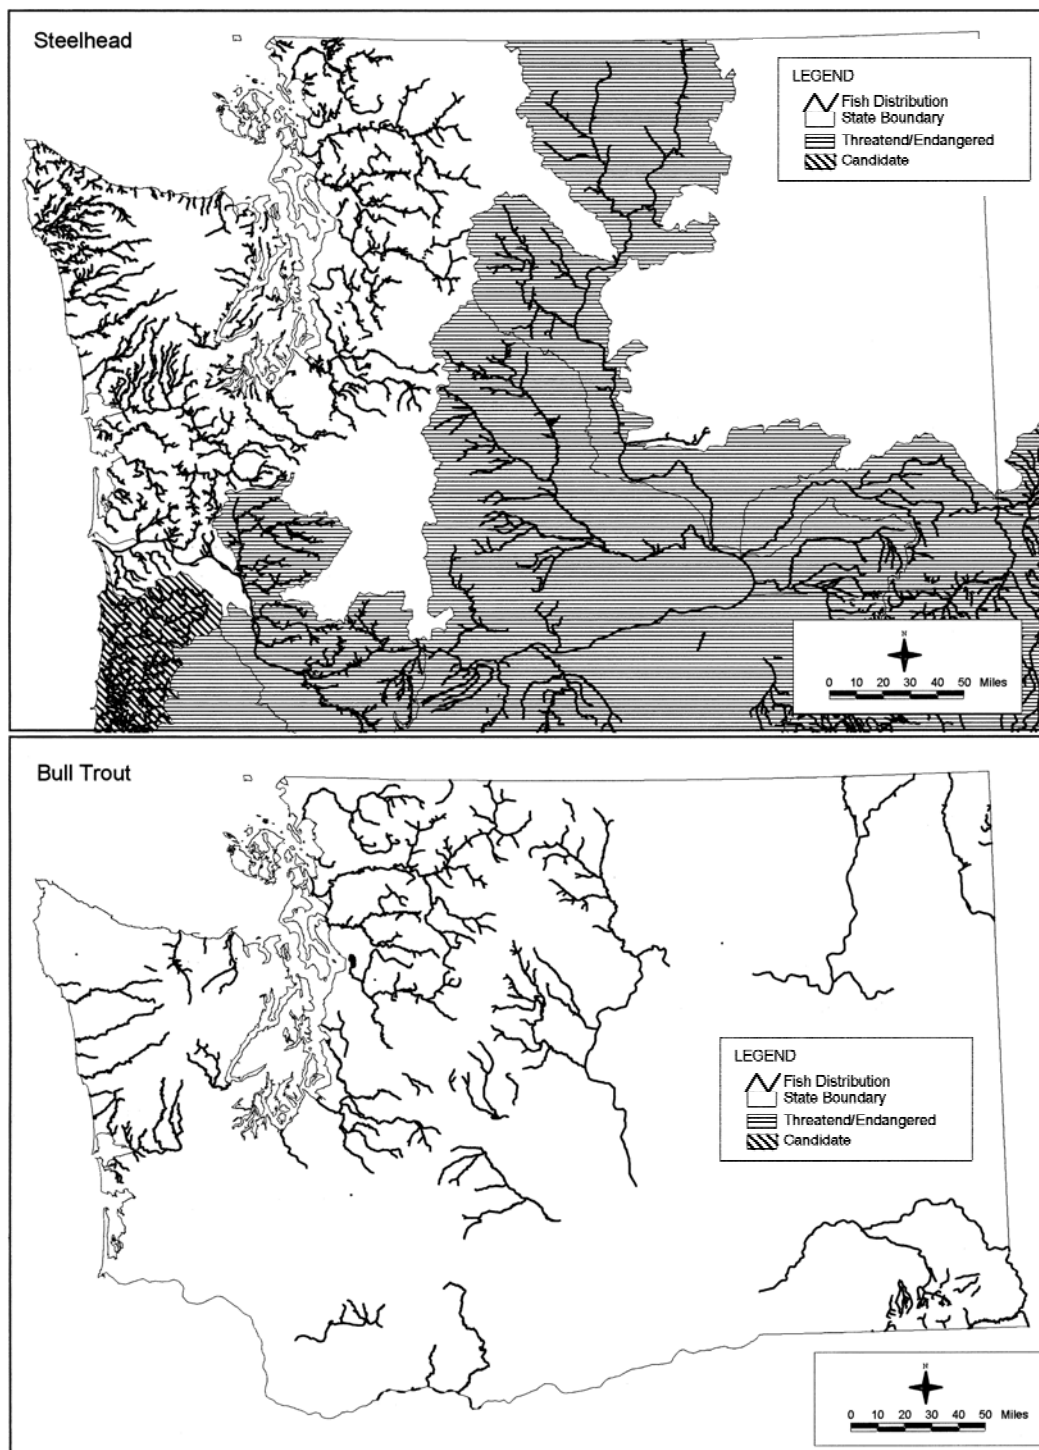 Steelhead
LEGEND
Fish Distribution
State Boundary
Threatend/Endangered
Candidate
N
0 10 20 30 40 50 Miles
Bull Trout
LEGEND
Fish Distribution
State Boundary
Threatend/Endangered
Candidate
N
0 10 20 30 40 50 Miles